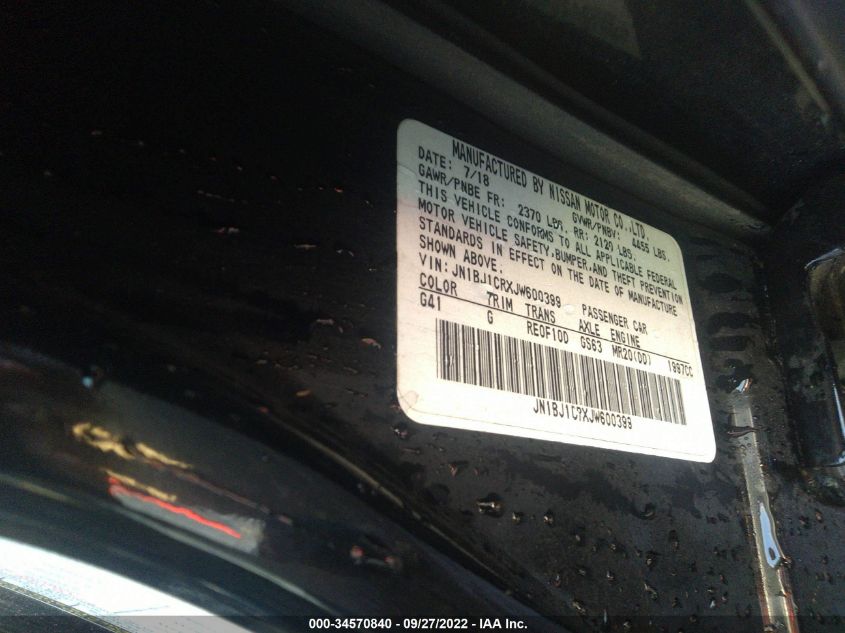 MANUFACTURED BY NISSAN MOTOR CO.,LTD.
DATE: 7/18 GVWR/PNBV: 4455 LBS.
GAWR/PNBE FR: 2370 LBS. RR: 2120 LBS.
THIS VEHICLE CONFORMS TO ALL APPLICABLE FEDERAL
MOTOR VEHICLE SAFETY,BUMPER,AND THEFT PREVENTION
STANDARDS IN EFFECT ON THE DATE OF MANUFACTURE
SHOWN ABOVE.
VIN: JN1BJ1CRXJW600399 PASSENGER CAR
COLOR TRIM TRANS AXLE ENGINE
G41 G REOF10D GS63 MR20(DD) 1997CC
JN1BJ1CRXJW600399
000-34570840 - 09/27/2022 - IAA Inc.